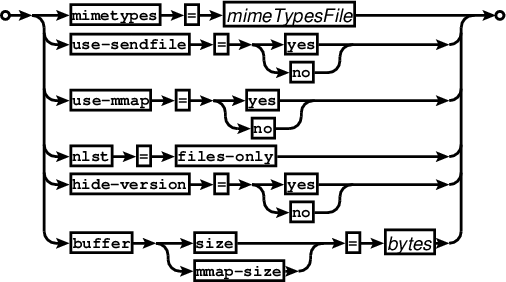 mimetypes = mimeTypesFile
use-sendfile = yes
no
use-mmap = yes
no
nlst = files-only
hide-version = yes
no
buffer size = bytes
mmap-size